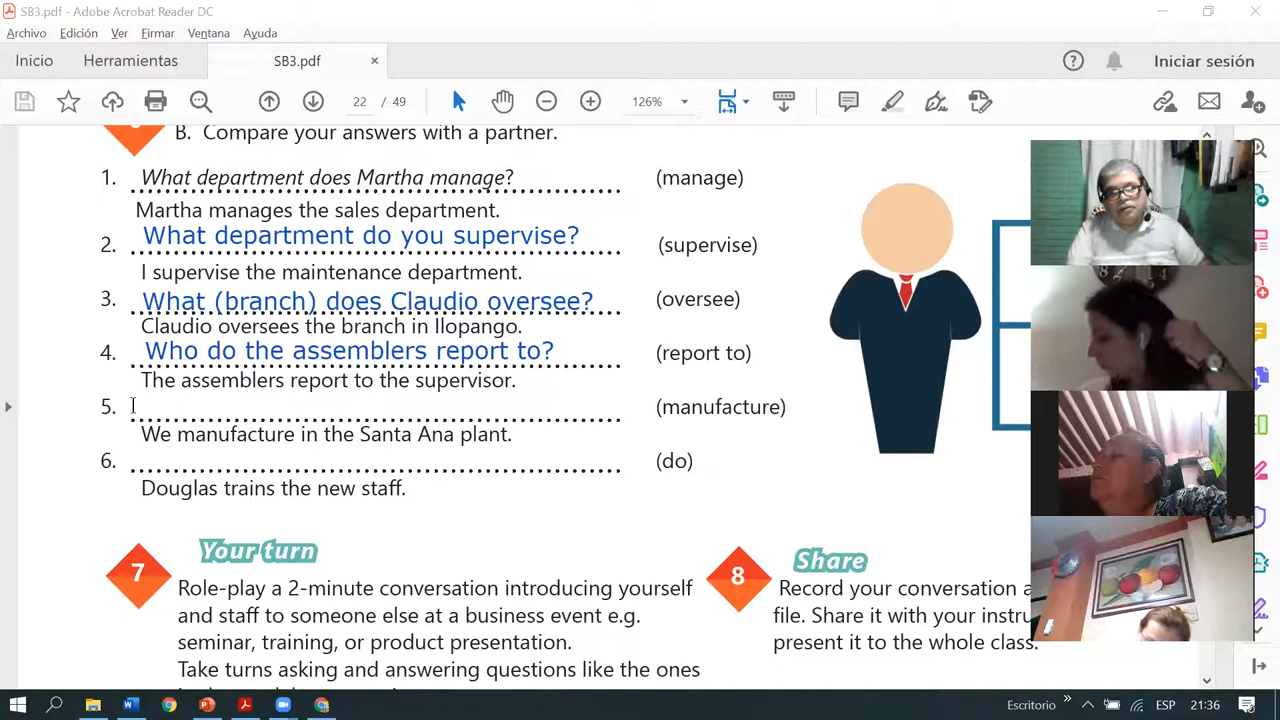 SB3.pdf - Adobe Acrobat Reader DC
Archivo Edición Ver Firmar Ventana Ayuda
Inicio Herramientas SB3.pdf × Iniciar sesión
22 / 49 126%
B. Compare your answers with a partner.
1. What department does Martha manage? (manage)
Martha manages the sales department.
2. What department do you supervise? (supervise)
I supervise the maintenance department.
3. What (branch) does Claudio oversee? (oversee)
Claudio oversees the branch in Ilopango.
4. Who do the assemblers report to? (report to)
The assemblers report to the supervisor.
5. (manufacture)
We manufacture in the Santa Ana plant.
6. (do)
Douglas trains the new staff.
7 Your turn
Role-play a 2-minute conversation introducing yourself
and staff to someone else at a business event e.g.
seminar, training, or product presentation.
Take turns asking and answering questions like the ones
8 Share
Record your conversation
file. Share it with your
present it to the whole class.
Escritorio ESP 21:36